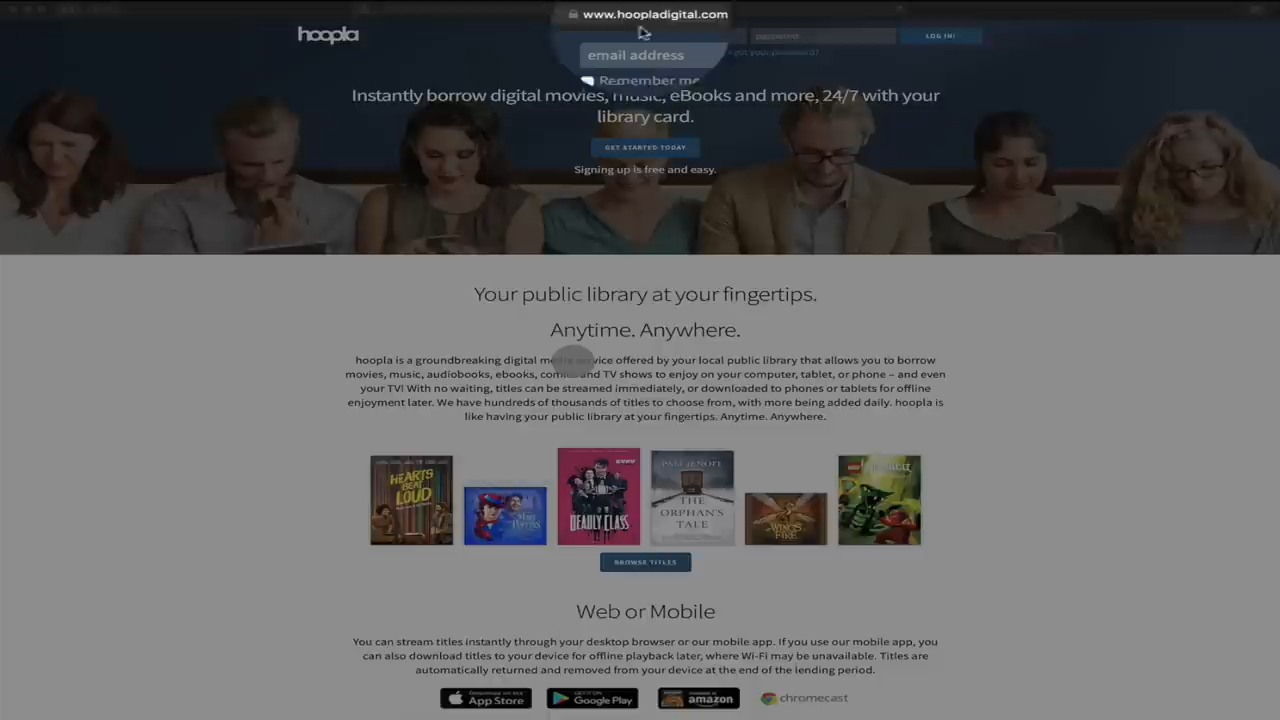 www.hoopladigital.com
hoopla
email address
password
LOG IN!
Remember me
got your password?
Instantly borrow digital movies, music, eBooks and more, 24/7 with your
library card.
GET STARTED TODAY
Signing up is free and easy.
Your public library at your fingertips.
Anytime. Anywhere.
hoopla is a groundbreaking digital media service offered by your local public library that allows you to borrow
movies, music, audiobooks, ebooks, comics and TV shows to enjoy on your computer, tablet, or phone – and even
your TV! With no waiting, titles can be streamed immediately, or downloaded to phones or tablets for offline
enjoyment later. We have hundreds of thousands of titles to choose from, with more being added daily. hoopla is
like having your public library at your fingertips. Anytime. Anywhere.
HEARTS
BEAT
LOUD
MARY
POPPINS
DEADLY CLASS
PAM JENOFF
THE
ORPHAN'S
TALE
WINGS
OF
FIRE
LEGO
BROWSE TITLES
Web or Mobile
You can stream titles instantly through your desktop browser or our mobile app. If you use our mobile app, you
can also download titles to your device for offline playback later, where Wi-Fi may be unavailable. Titles are
automatically returned and removed from your device at the end of the lending period.
App Store
GET IT ON
Google Play
amazon
chromecast